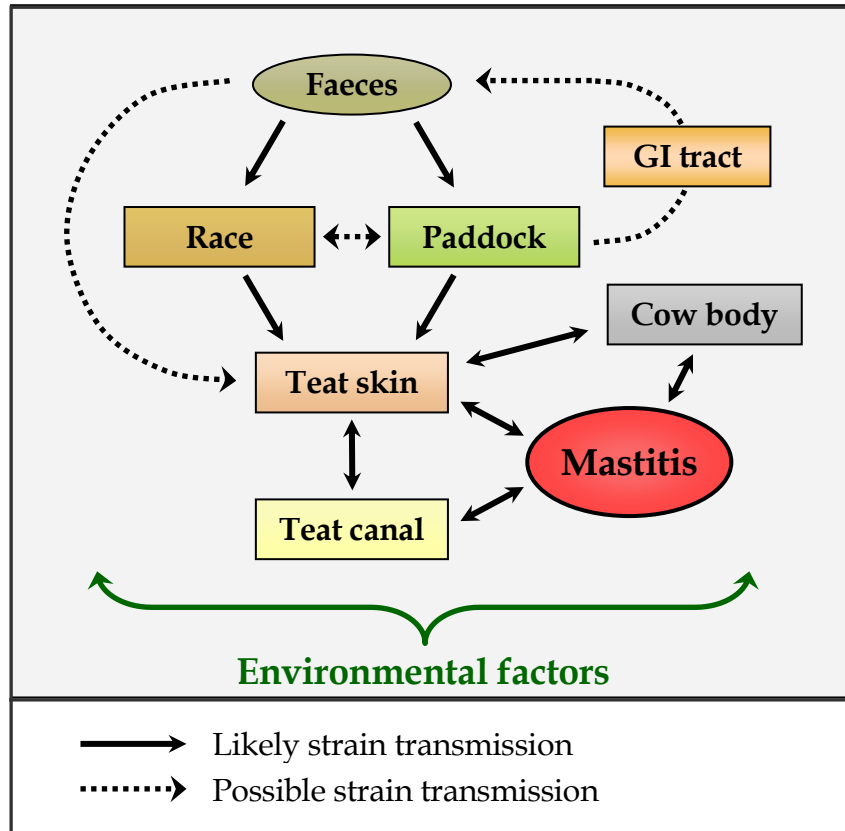 Faeces
GI tract
Race
Paddock
Cow body
Teat skin
Mastitis
Teat canal
Environmental factors
Likely strain transmission
Possible strain transmission